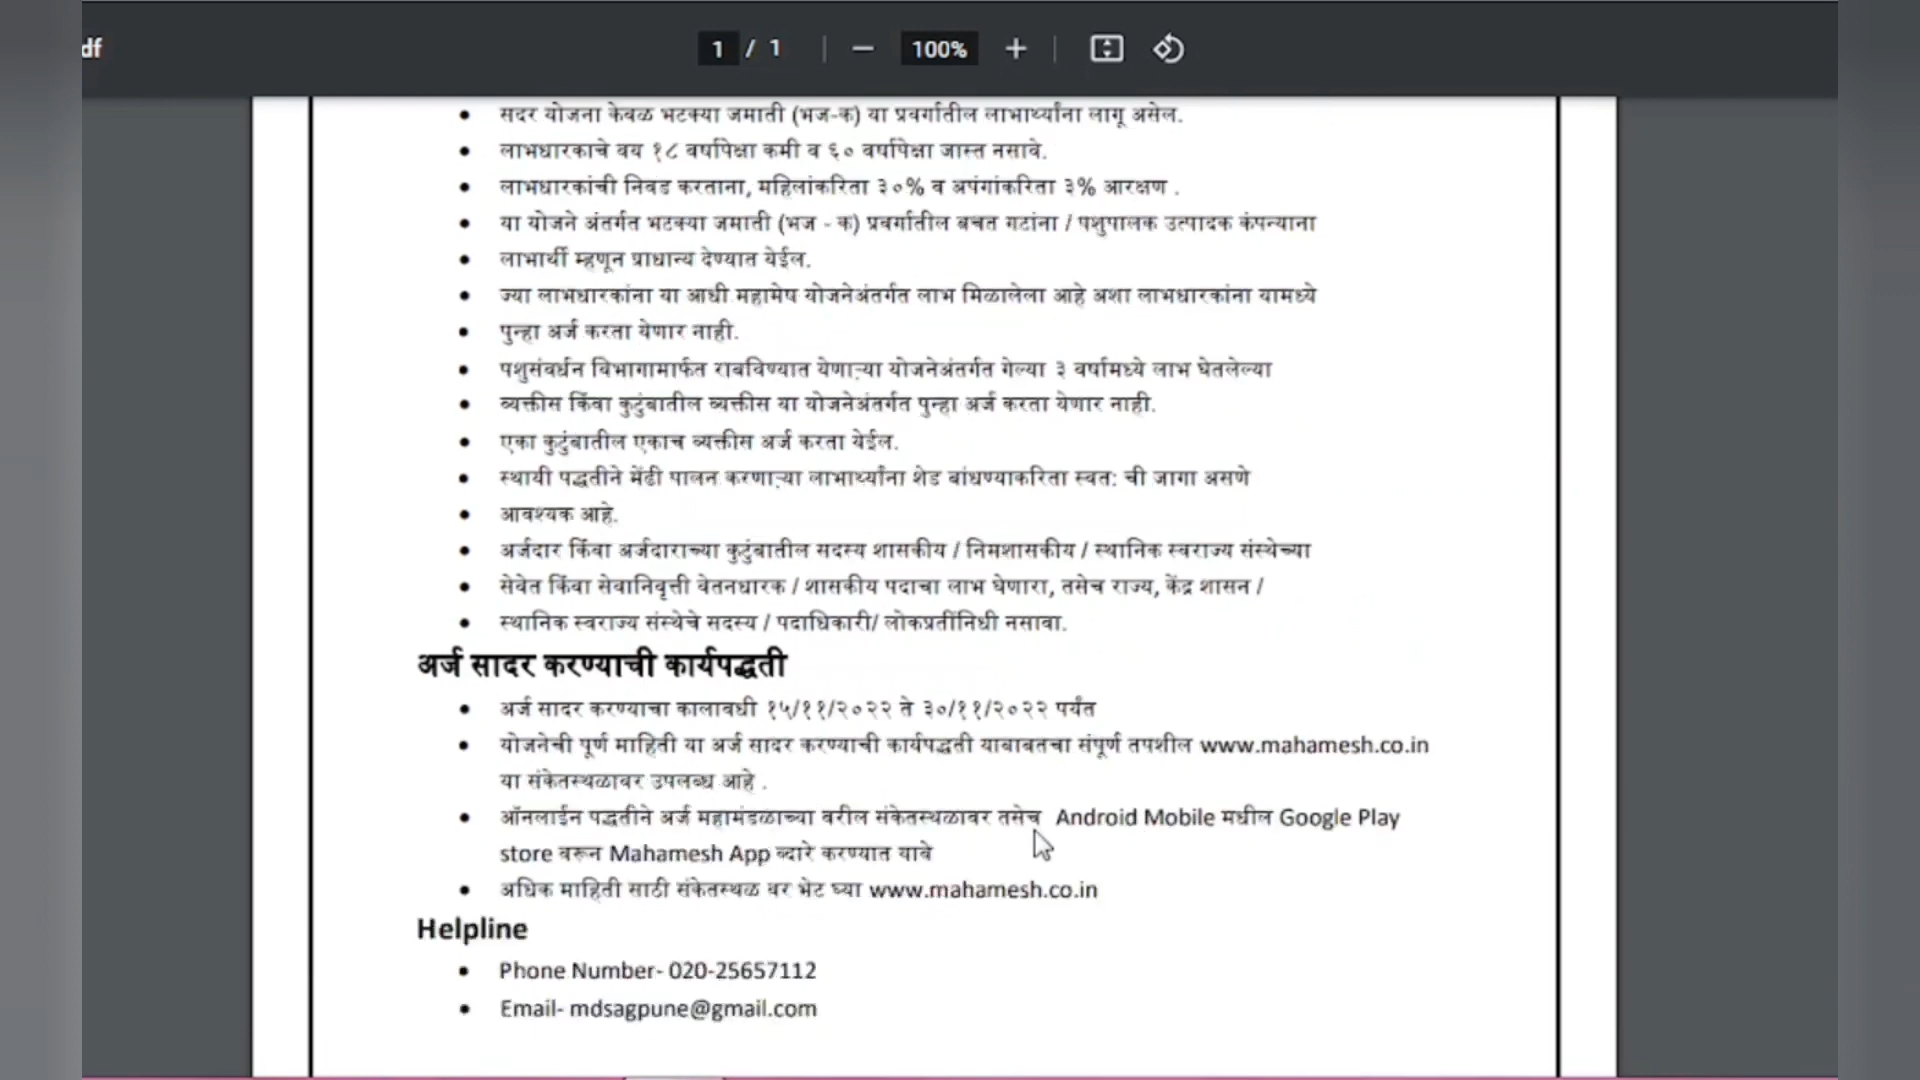 df
1 / 1 100%
• सदर योजना केवळ भटक्या जमाती (भज-क) या प्रवर्गातील लाभार्थ्यांना लागू असेल.
• लाभधारकाचे वय १८ वर्षापेक्षा कमी व ६० वर्षापेक्षा जास्त नसावे.
• लाभधारकांची निवड करताना, महिलांकरिता ३०% व अपंगांकरिता ३% आरक्षण .
• या योजने अंतर्गत भटक्या जमाती (भज - क) प्रवर्गातील बचत गटांना / पशुपालक उत्पादक कंपन्याना
• लाभार्थी म्हणून प्राधान्य देण्यात येईल.
• ज्या लाभधारकांना या आधी महामेष योजनेअंतर्गत लाभ मिळालेला आहे अशा लाभधारकांना यामध्ये
• पुन्हा अर्ज करता येणार नाही.
• पशुसंवर्धन विभागामार्फत राबविण्यात येणाऱ्या योजनेअंतर्गत गेल्या ३ वर्षामध्ये लाभ घेतलेल्या
• व्यक्तीस किंवा कुटुंबातील व्यक्तीस या योजनेअंतर्गत पुन्हा अर्ज करता येणार नाही.
• एका कुटुंबातील एकाच व्यक्तीस अर्ज करता येईल.
• स्थायी पद्धतीने मेंढी पालन करणाऱ्या लाभार्थ्यांना शेड बांधण्याकरिता स्वत: ची जागा असणे
• आवश्यक आहे.
• अर्जदार किंवा अर्जदाराच्या कुटुंबातील सदस्य शासकीय / निमशासकीय / स्थानिक स्वराज्य संस्थेच्या
• सेवेत किंवा सेवानिवृत्ती वेतनधारक / शासकीय पदाचा लाभ घेणारा, तसेच राज्य, केंद्र शासन /
• स्थानिक स्वराज्य संस्थेचे सदस्य / पदाधिकारी/ लोकप्रतींनिधी नसावा.
अर्ज सादर करण्याची कार्यपद्धती
• अर्ज सादर करण्याचा कालावधी १५/११/२०२२ ते ३०/११/२०२२ पर्यंत
• योजनेची पूर्ण माहिती या अर्ज सादर करण्याची कार्यपद्धती याबाबतचा संपूर्ण तपशील www.mahamesh.co.in
या संकेतस्थळावर उपलब्ध आहे .
• ऑनलाईन पद्धतीने अर्ज महामंडळाच्या वरील संकेतस्थळावर तसेच Android Mobile मधील Google Play
store वरून Mahamesh App व्दारे करण्यात यावे
• अधिक माहिती साठी संकेतस्थळ वर भेट घ्या www.mahamesh.co.in
Helpline
• Phone Number- 020-25657112
• Email- mdsagpune@gmail.com